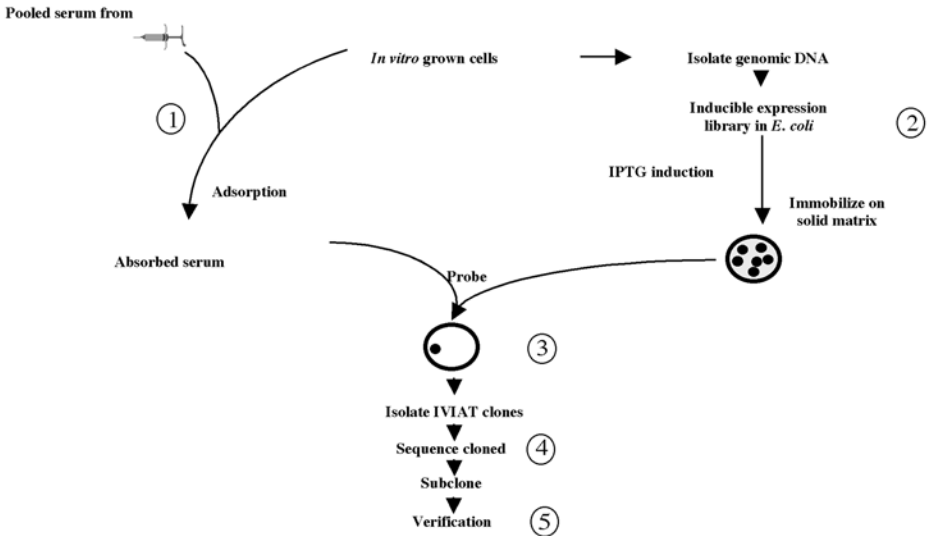 Pooled serum from
In vitro grown cells
Isolate genomic DNA
1
Inducible expression
library in E. coli
2
IPTG induction
Adsorption
Immobilize on
solid matrix
Absorbed serum
Probe
3
Isolate IVIAT clones
Sequence cloned
4
Subclone
Verification
5